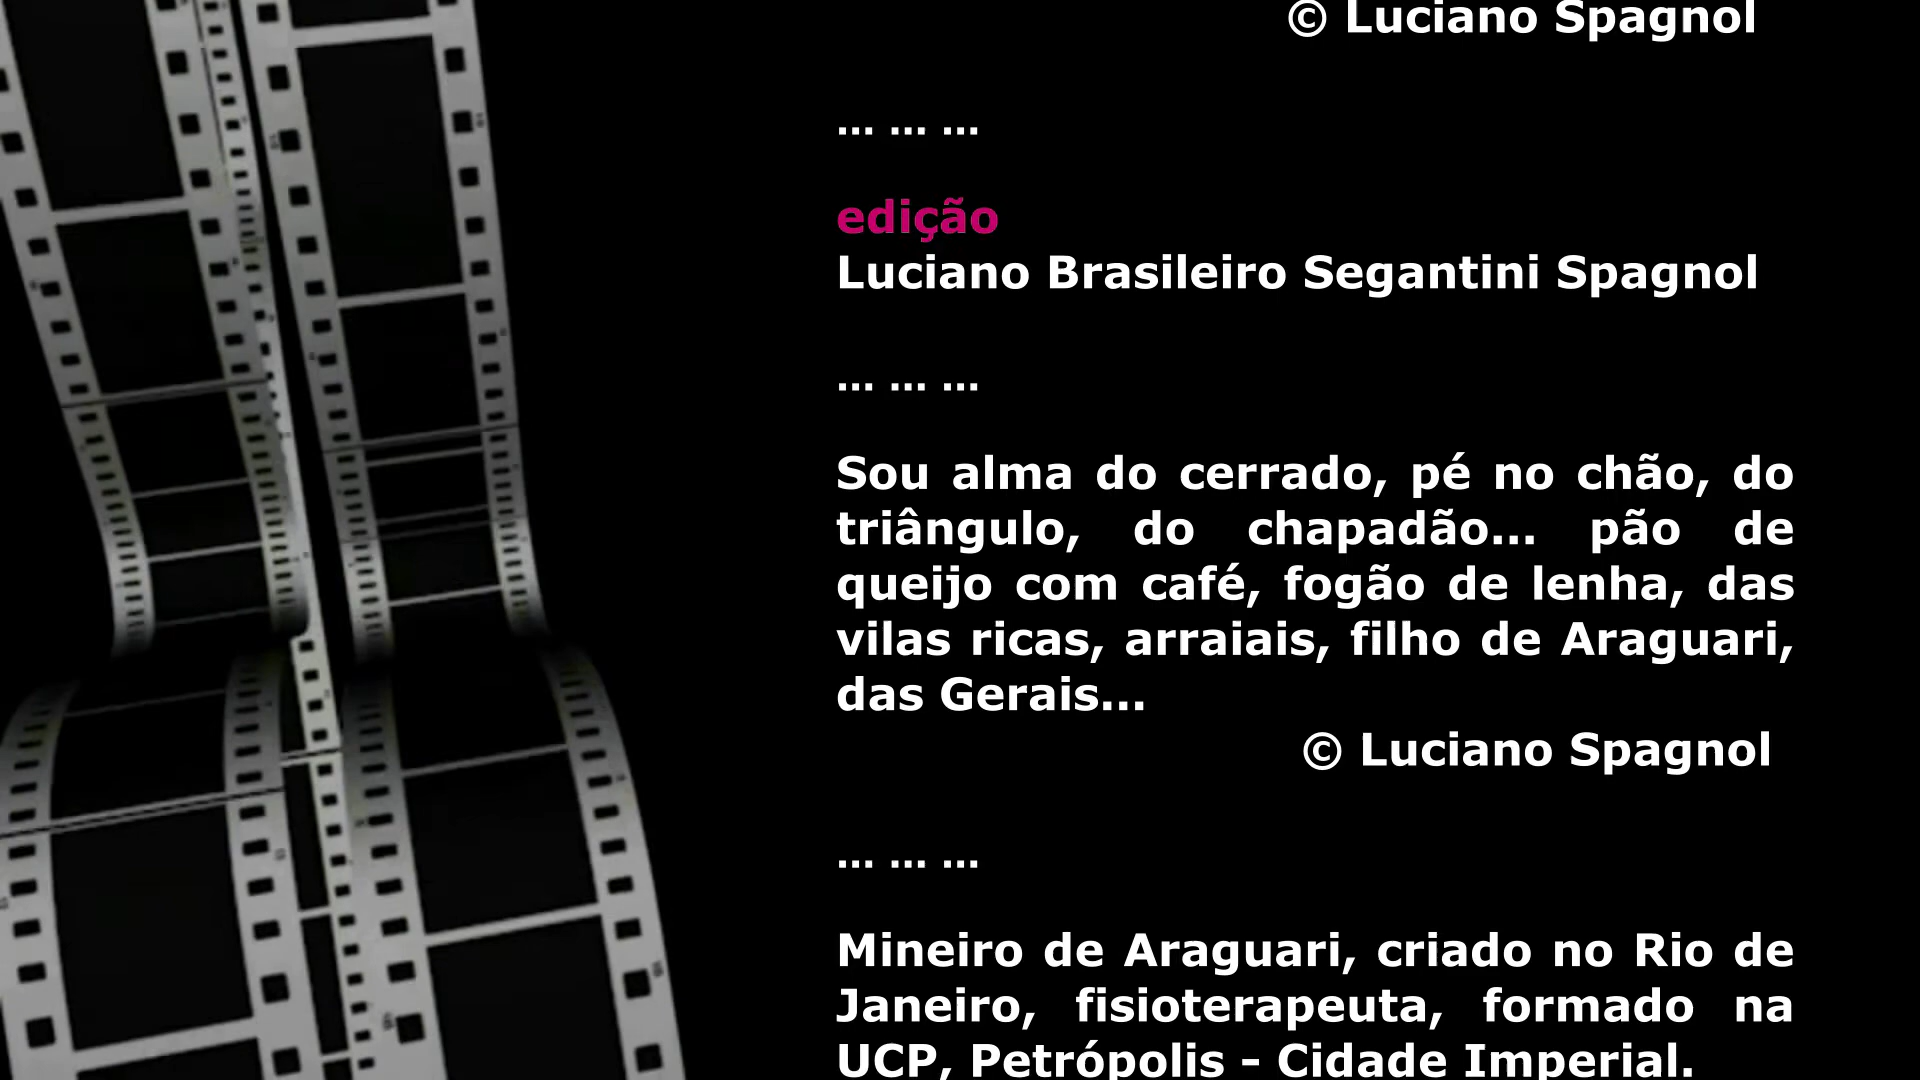 © Luciano Spagnol
... ... ...
edição
Luciano Brasileiro Segantini Spagnol
... ... ...
Sou alma do cerrado, pé no chão, do
triângulo, do chapadão... pão de
queijo com café, fogão de lenha, das
vilas ricas, arraiais, filho de Araguari,
das Gerais...
© Luciano Spagnol
... ... ...
Mineiro de Araguari, criado no Rio de
Janeiro, fisioterapeuta, formado na
UCP, Petrópolis - Cidade Imperial.